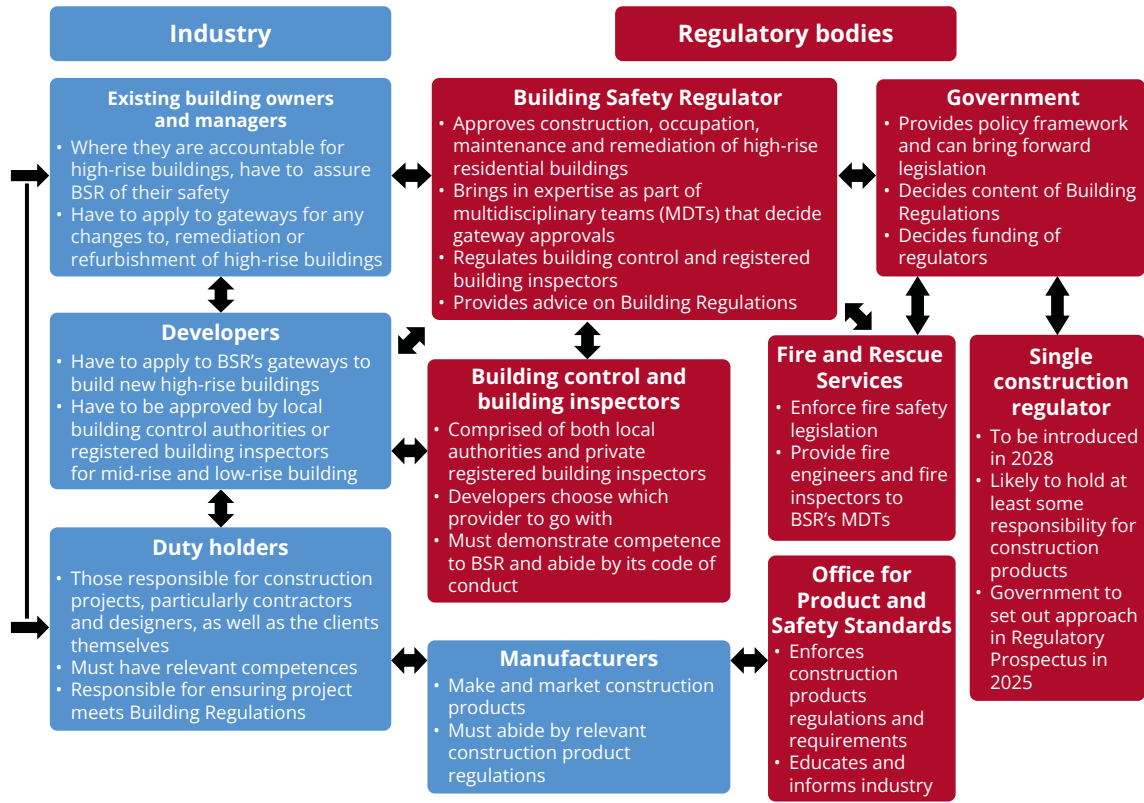 Industry
Regulatory bodies
Existing building owners
and managers
• Where they are accountable for
high-rise buildings, have to assure
BSR of their safety
• Have to apply to gateways for any
changes to, remediation or
refurbishment of high-rise buildings
Building Safety Regulator
• Approves construction, occupation,
maintenance and remediation of high-rise
residential buildings
• Brings in expertise as part of
multidisciplinary teams (MDTs) that decide
gateway approvals
• Regulates building control and registered
building inspectors
• Provides advice on Building Regulations
Government
• Provides policy framework
and can bring forward
legislation
• Decides content of Building
Regulations
• Decides funding of
regulators
Developers
• Have to apply to BSR's gateways to
build new high-rise buildings
• Have to be approved by local
building control authorities or
registered building inspectors
for mid-rise and low-rise building
Building control and
building inspectors
• Comprised of both local
authorities and private
registered building inspectors
• Developers choose which
provider to go with
• Must demonstrate competence
to BSR and abide by its code of
conduct
Fire and Rescue
Services
• Enforce fire safety
legislation
• Provide fire
engineers and fire
inspectors to
BSR's MDTs
Single
construction
regulator
• To be introduced
in 2028
• Likely to hold at
least some
responsibility for
construction
products
• Government to
set out approach
in Regulatory
Prospectus in
2025
Duty holders
• Those responsible for construction
projects, particularly contractors
and designers, as well as the clients
themselves
• Must have relevant competences
• Responsible for ensuring project
meets Building Regulations
Manufacturers
• Make and market construction
products
• Must abide by relevant
construction product
regulations
Office for
Product and
Safety Standards
• Enforces
construction
products
regulations and
requirements
• Educates and
informs industry